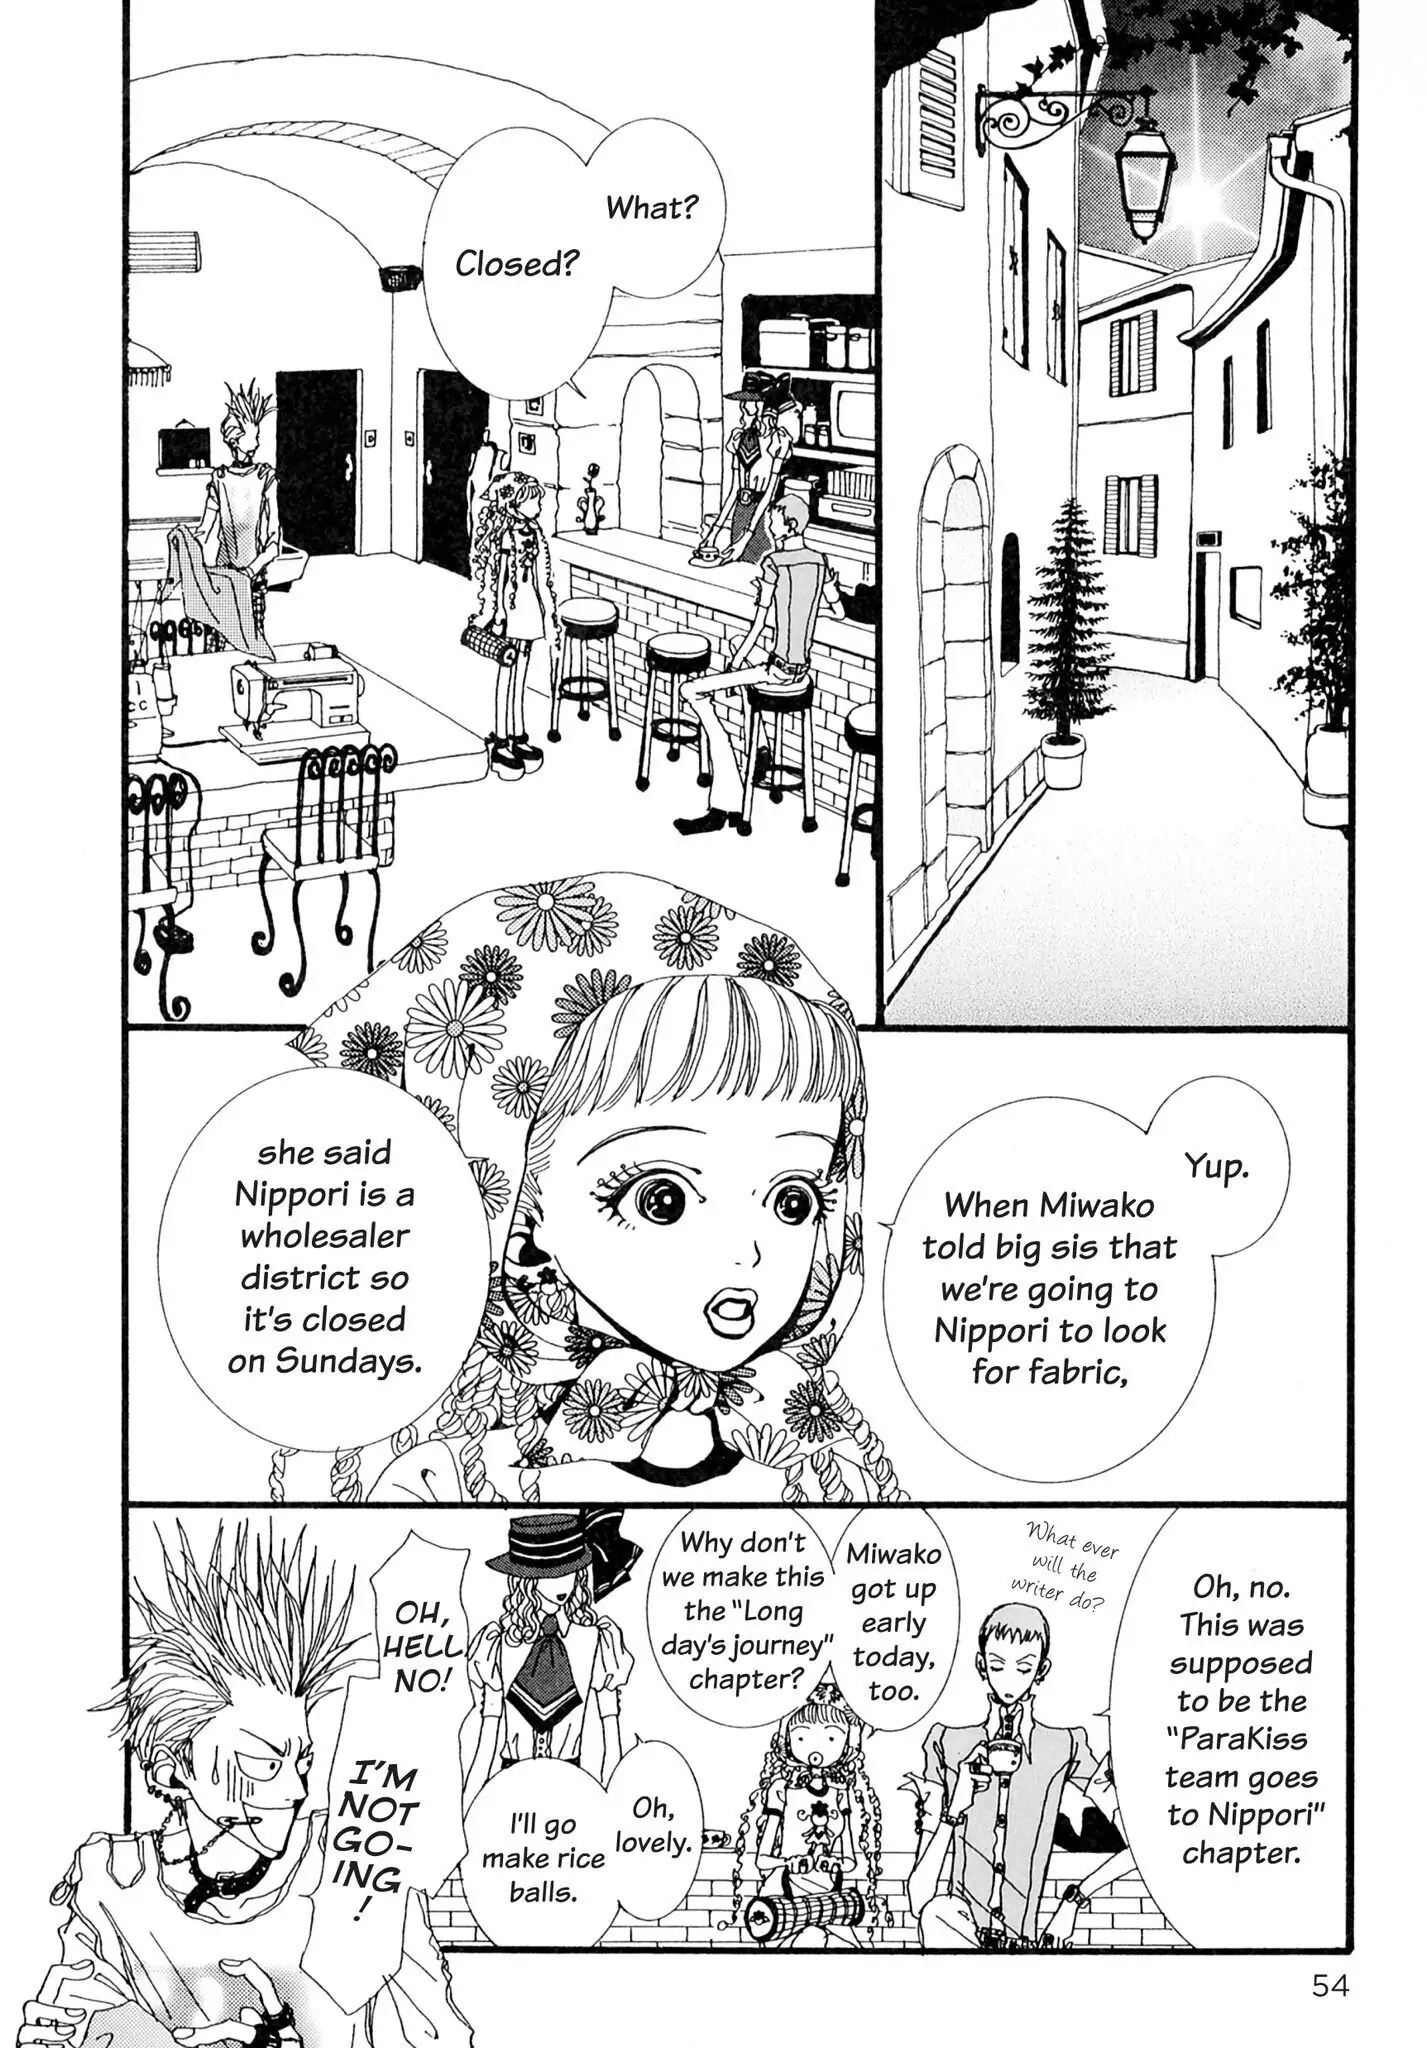 What?
Closed?
Yup.
When Miwako
told big sis that
we're going to
Nippori to look
for fabric,
she said
Nippori is a
wholesaler
district so
it's closed
on Sundays.
Oh, no.
This was
supposed
to be the
"ParaKiss
team goes
to Nippori"
chapter.
What ever
will the
writer do?
Miwako
got up
early
today,
too.
Why don't
we make this
the "Long
day's journey"
chapter?
Oh,
lovely.
I'll go
make rice
balls.
OH,
HELL
NO!
I'M
NOT
GO-
ING
!
54